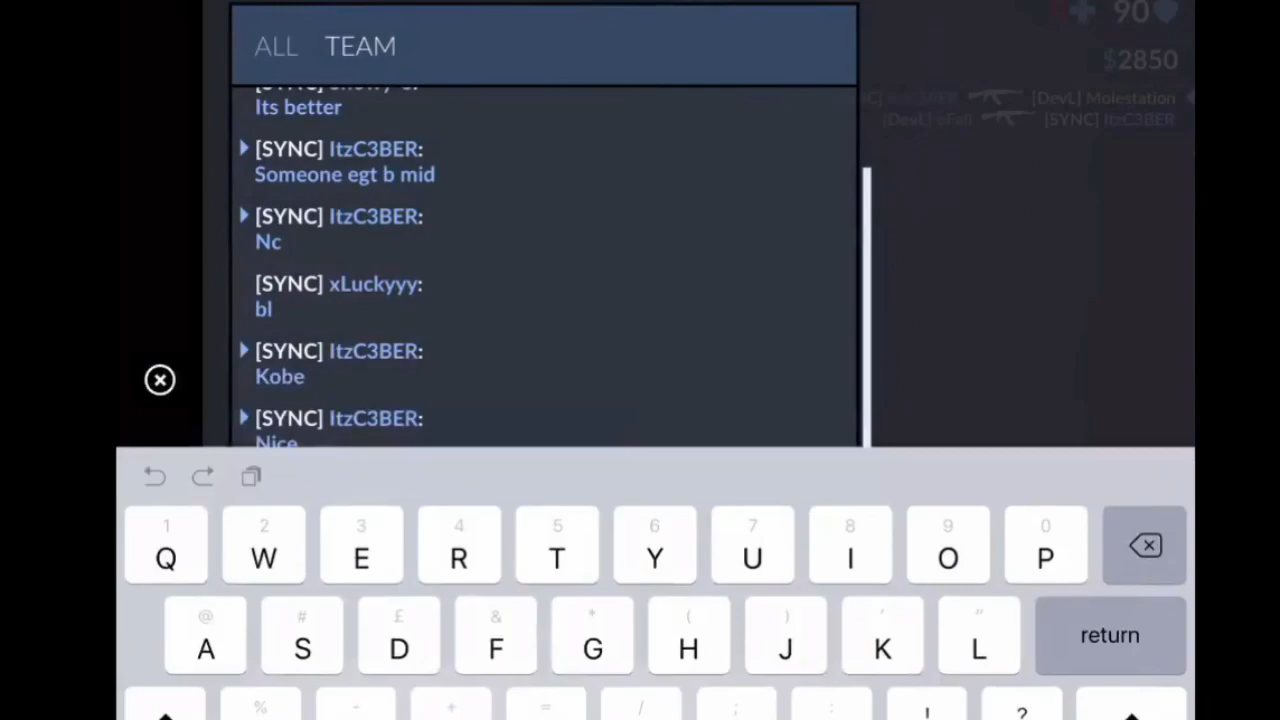 90
ALL TEAM
$2850
Its better
[DevL] Molestation
[SYNC] ItzC3BER:
[SYNC] ItzC3BER
Someone egt b mid
[SYNC] ItzC3BER:
Nc
[SYNC] xLuckyyy:
bl
[SYNC] ItzC3BER:
Kobe
[SYNC] ItzC3BER:
Nice
1 2 3 4 5 6 7 8 9 0
Q W E R T Y U I O P
@ # £ & * ( ) ' "
A S D F G H J K L return
% - + = / ; :
! ?